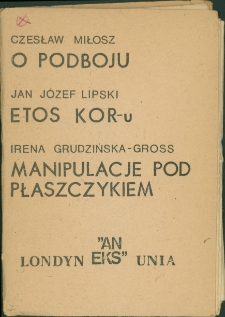 CZESŁAW MIŁOSZ
O PODBOJU
JAN JÓZEF LIPSKI
ETOS KOR-u
IRENA GRUDZIŃSKA-GROSS
MANIPULACJE POD
PŁASZCZYKIEM
"AN
EKS"
LONDYN UNIA